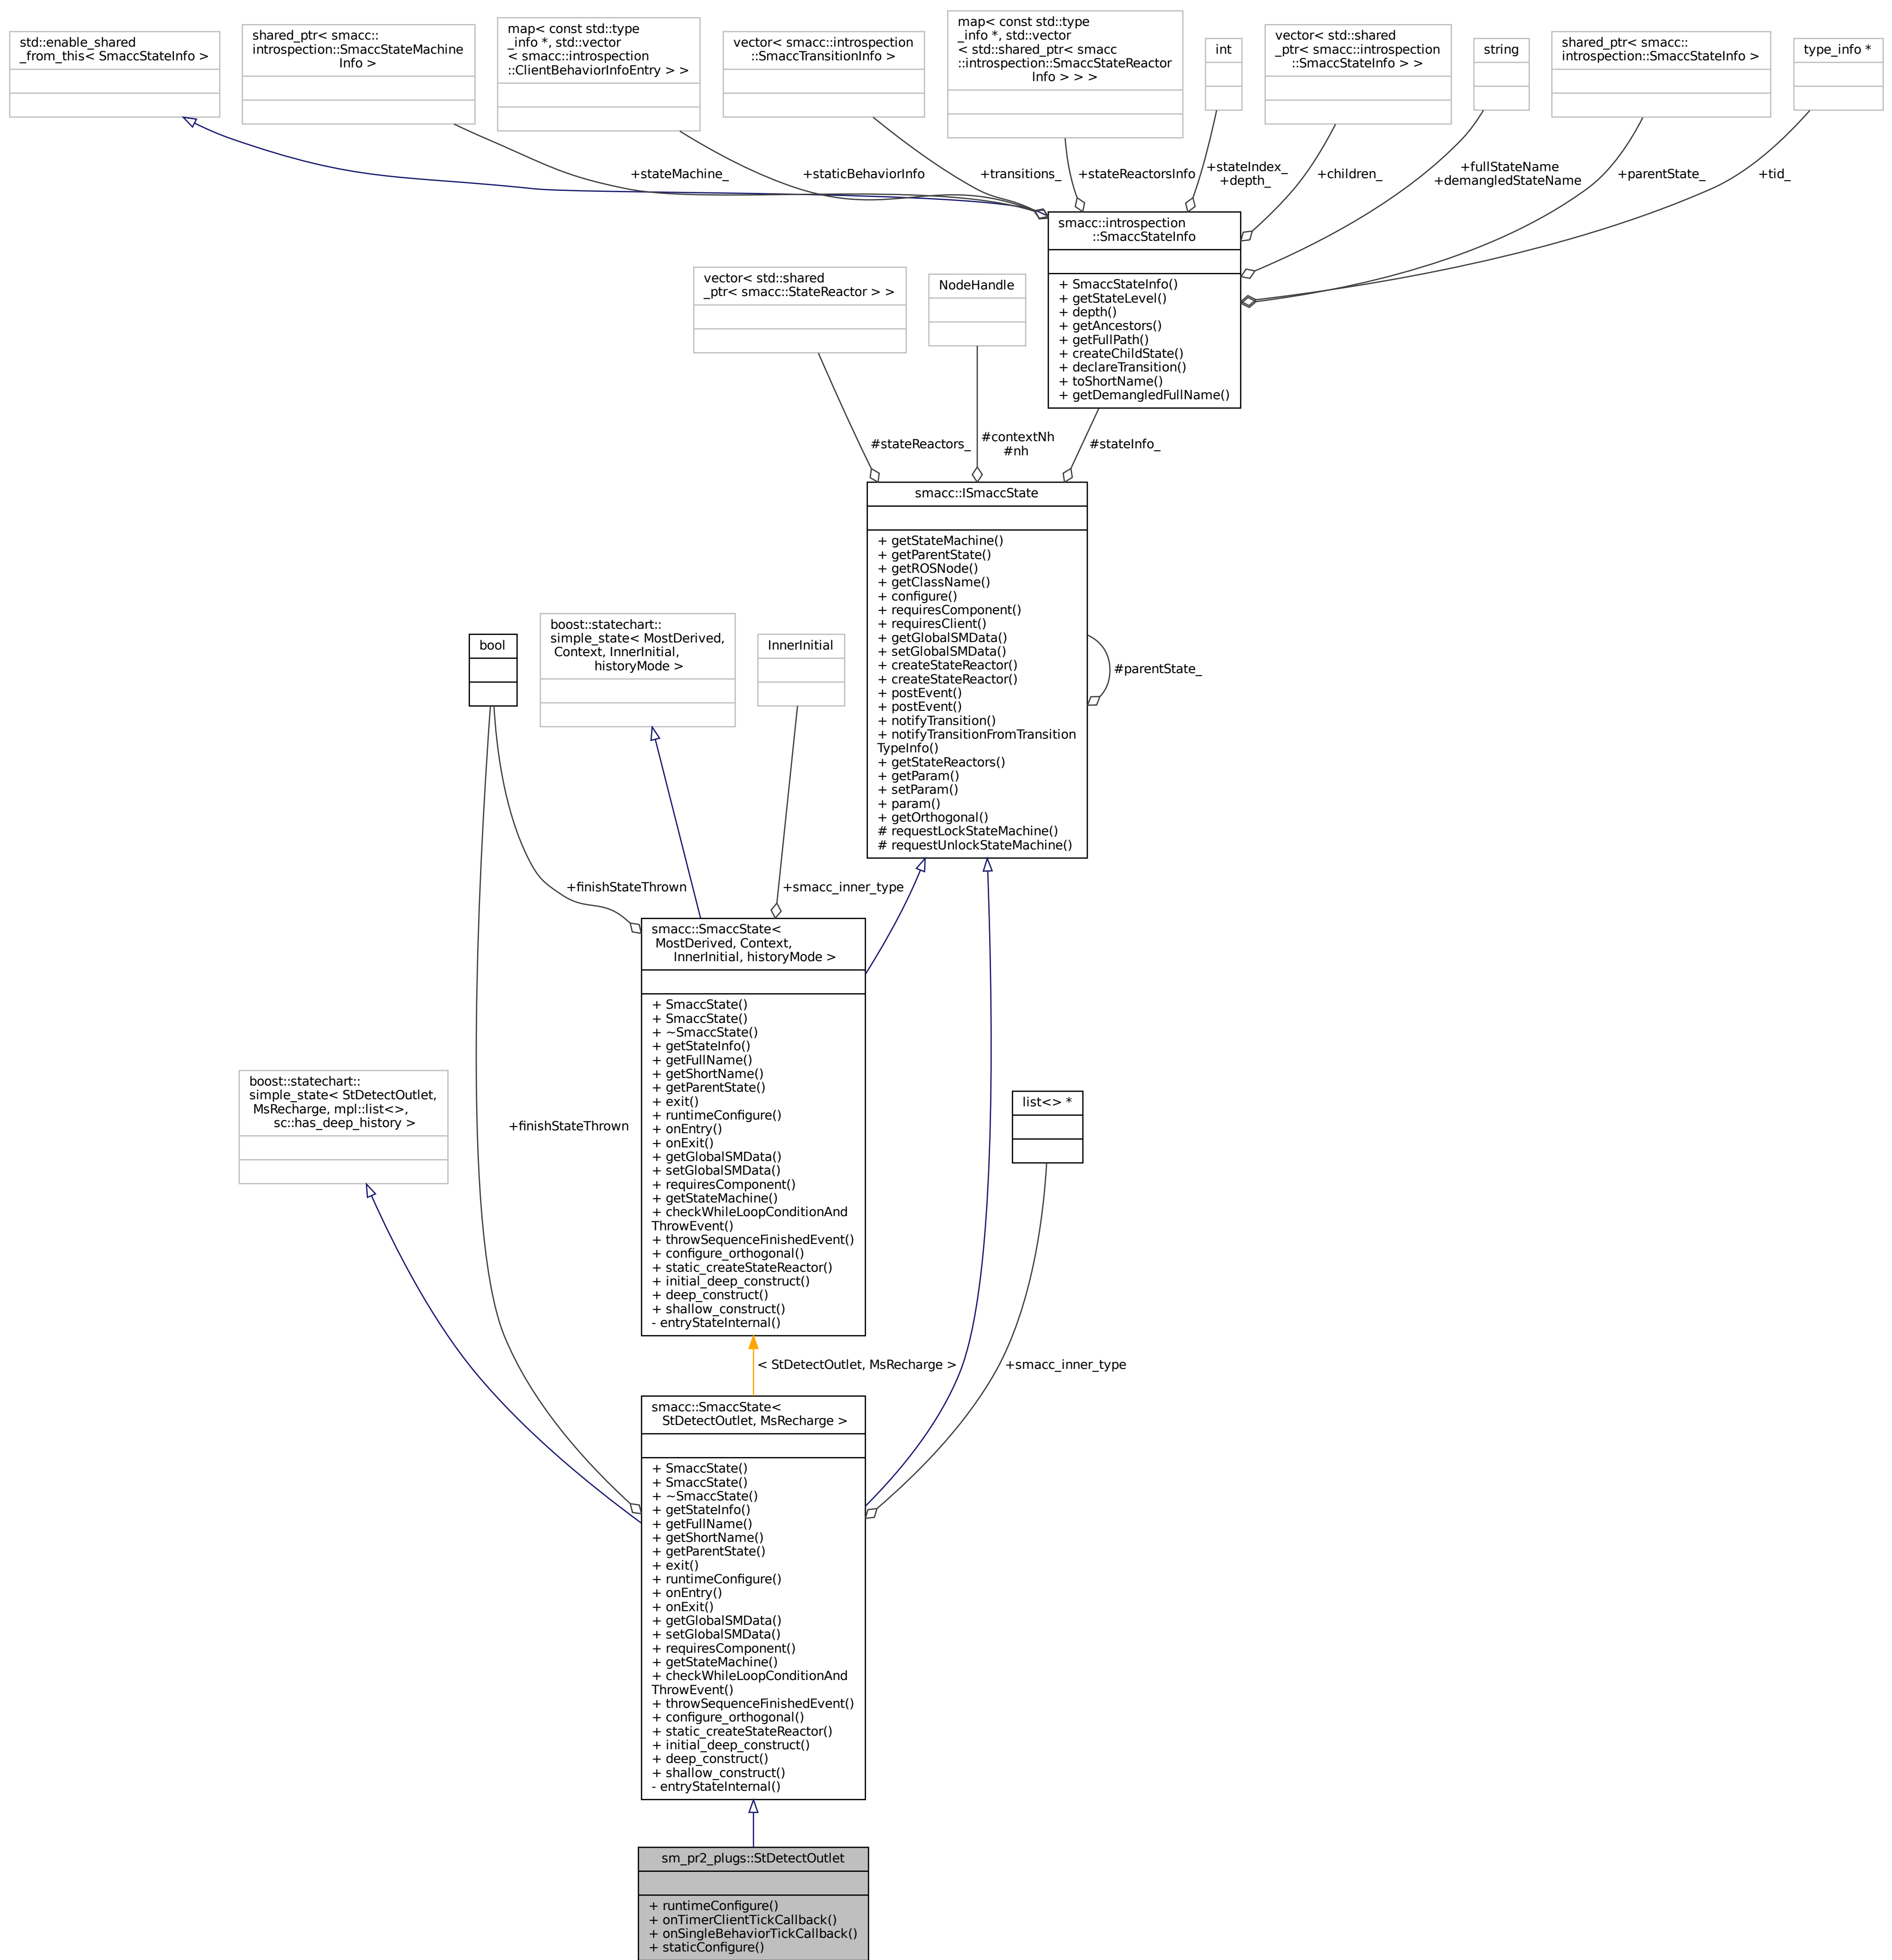 std::enable_shared
_from_this< SmaccStateInfo >
shared_ptr< smacc::
introspection::SmaccStateMachine
Info >
map< const std::type
_info *, std::vector
< smacc::introspection
::ClientBehaviorInfoEntry > >
vector< smacc::introspection
::SmaccTransitionInfo >
map< const std::type
_info *, std::vector
< std::shared_ptr< smacc
::introspection::SmaccStateReactor
Info > > >
int
vector< std::shared
_ptr< smacc::introspection
::SmaccStateInfo > >
string
shared_ptr< smacc::
introspection::SmaccStateInfo >
type_info *
+stateMachine_
+staticBehaviorInfo
+transitions_
+stateReactorsInfo
+stateIndex_
+depth_
+children_
+fullStateName
+demangledStateName
+parentState_
+tid_
smacc::introspection
::SmaccStateInfo
+ SmaccStateInfo()
+ getStateLevel()
+ depth()
+ getAncestors()
+ getFullPath()
+ createChildState()
+ declareTransition()
+ toShortName()
+ getDemangledFullName()
vector< std::shared
_ptr< smacc::StateReactor > >
NodeHandle
#stateReactors_
#contextNh
#nh
#stateInfo_
smacc::ISmaccState
+ getStateMachine()
+ getParentState()
+ getROSNode()
+ getClassName()
+ configure()
+ requiresComponent()
+ requiresClient()
+ getGlobalSMData()
+ setGlobalSMData()
+ createStateReactor()
+ createStateReactor()
+ postEvent()
+ postEvent()
+ notifyTransition()
+ notifyTransitionFromTransition
TypeInfo()
+ getStateReactors()
+ getParam()
+ setParam()
+ param()
+ getOrthogonal()
# requestLockStateMachine()
# requestUnlockStateMachine()
#parentState_
bool
boost::statechart::
simple_state< MostDerived,
Context, InnerInitial,
historyMode >
InnerInitial
+finishStateThrown
+smacc_inner_type
smacc::SmaccState<
MostDerived, Context,
InnerInitial, historyMode >
+ SmaccState()
+ SmaccState()
+ ~SmaccState()
+ getStateInfo()
+ getFullName()
+ getShortName()
+ getParentState()
+ exit()
+ runtimeConfigure()
+ onEntry()
+ onExit()
+ getGlobalSMData()
+ setGlobalSMData()
+ requiresComponent()
+ getStateMachine()
+ checkWhileLoopConditionAnd
ThrowEvent()
+ throwSequenceFinishedEvent()
+ configure_orthogonal()
+ static_createStateReactor()
+ initial_deep_construct()
+ deep_construct()
+ shallow_construct()
- entryStateInternal()
boost::statechart::
simple_state< StDetectOutlet,
MsRecharge, mpl::list<>,
sc::has_deep_history >
+finishStateThrown
list<> *
< StDetectOutlet, MsRecharge >
+smacc_inner_type
smacc::SmaccState<
StDetectOutlet, MsRecharge >
+ SmaccState()
+ SmaccState()
+ ~SmaccState()
+ getStateInfo()
+ getFullName()
+ getShortName()
+ getParentState()
+ exit()
+ runtimeConfigure()
+ onEntry()
+ onExit()
+ getGlobalSMData()
+ setGlobalSMData()
+ requiresComponent()
+ getStateMachine()
+ checkWhileLoopConditionAnd
ThrowEvent()
+ throwSequenceFinishedEvent()
+ configure_orthogonal()
+ static_createStateReactor()
+ initial_deep_construct()
+ deep_construct()
+ shallow_construct()
- entryStateInternal()
sm_pr2_plugs::StDetectOutlet
+ runtimeConfigure()
+ onTimerClientTickCallback()
+ onSingleBehaviorTickCallback()
+ staticConfigure()